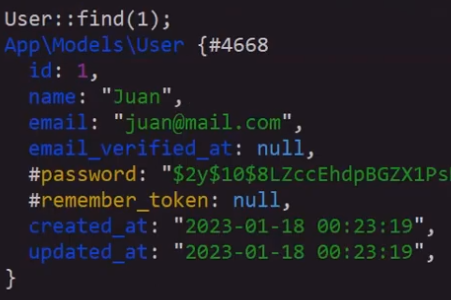 User::find(1);
App\Models\User {#4668
id: 1,
name: "Juan",
email: "juan@mail.com",
email_verified_at: null,
#password: "$2y$10$8LZccEhdpBGZX1Ps
#remember_token: null,
created_at: "2023-01-18 00:23:19",
updated_at: "2023-01-18 00:23:19",
}